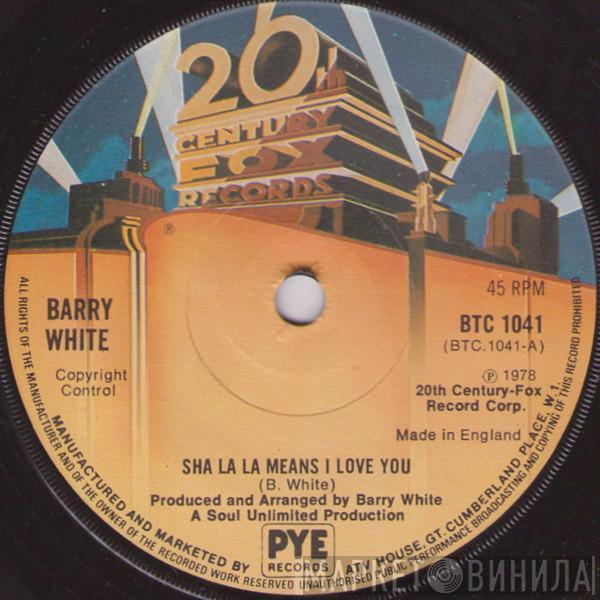 20th
CENTURY
FOX
RECORDS
®
BARRY
WHITE
Copyright
Control
45 RPM
BTC 1041
(BTC.1041-A)
℗ 1978
20th Century-Fox
Record Corp.
Made in England
SHA LA LA MEANS I LOVE YOU
(B. White)
Produced and Arranged by Barry White
A Soul Unlimited Production
MANUFACTURED AND MARKETED BY PYE RECORDS ATV HOUSE, GT. CUMBERLAND PLACE, W.1.
ALL RIGHTS OF THE MANUFACTURER AND OF THE OWNER OF THE RECORDED WORK RESERVED UNAUTHORISED PUBLIC PERFORMANCE BROADCASTING AND COPYING OF THIS RECORD PROHIBITED
МАРКЕТ ВИНИЛА